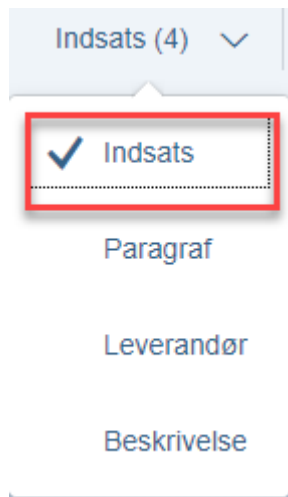 Indsats (4)
Indsats
Paragraf
Leverandør
Beskrivelse